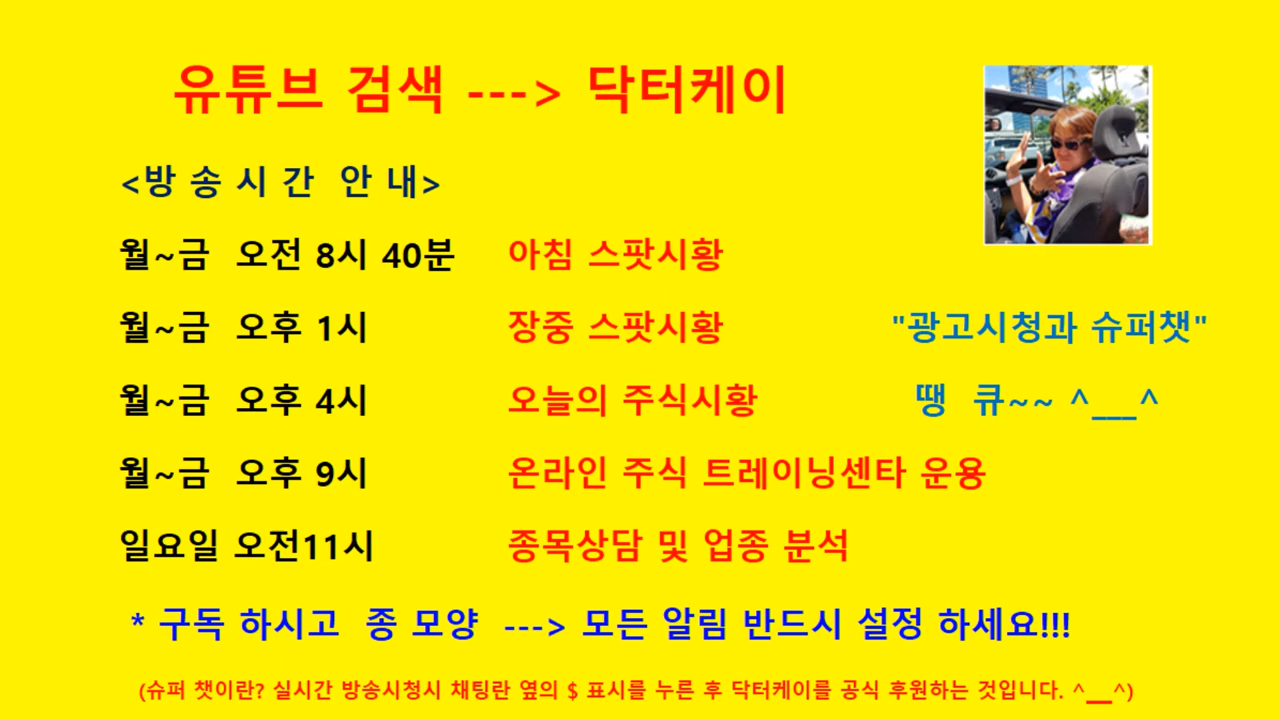 유튜브 검색 ---> 닥터케이
<방 송 시 간 안 내>
월~금 오전 8시 40분 아침 스팟시황
월~금 오후 1시 장중 스팟시황 "광고시청과 슈퍼챗"
월~금 오후 4시 오늘의 주식시황 땡 큐~~ ^___^
월~금 오후 9시 온라인 주식 트레이닝센타 운용
일요일 오전11시 종목상담 및 업종 분석
* 구독 하시고 종 모양 ---> 모든 알림 반드시 설정 하세요!!!
(슈퍼 챗이란? 실시간 방송시청시 채팅란 옆의 $ 표시를 누른 후 닥터케이를 공식 후원하는 것입니다. ^__^)